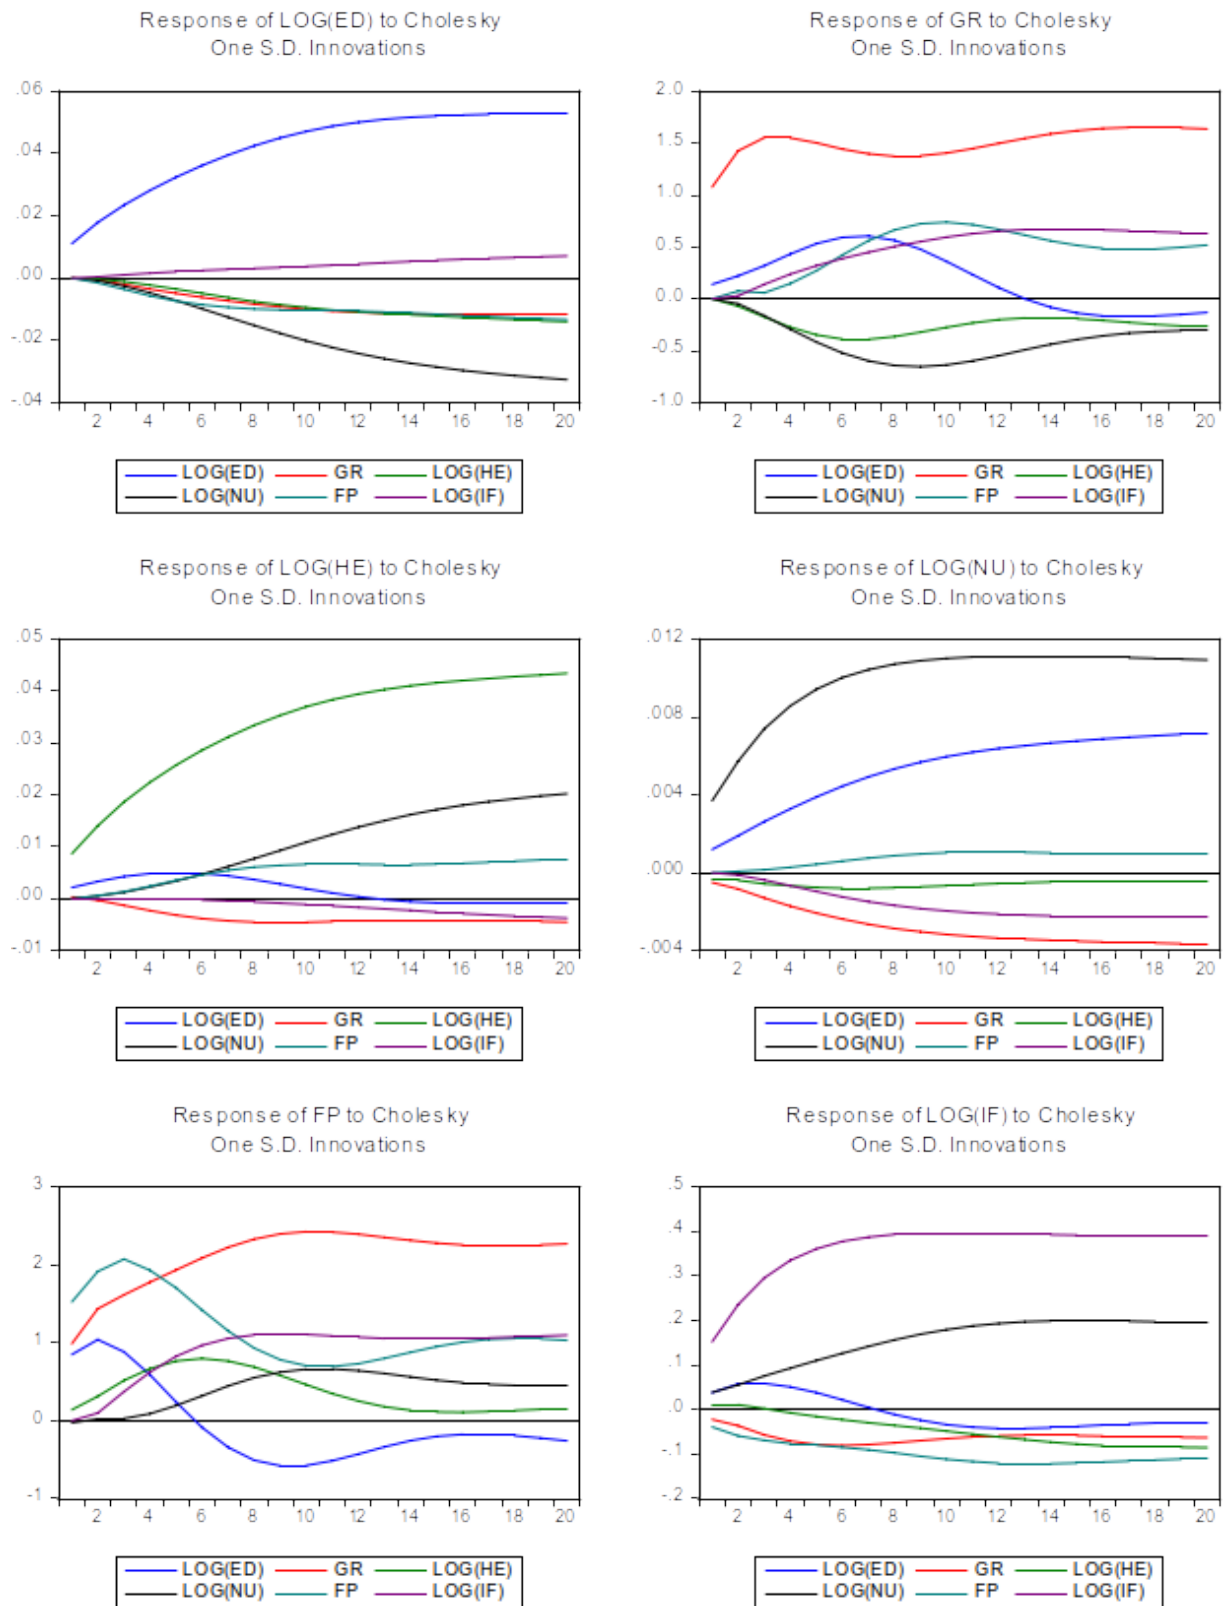 Response of LOG(ED) to Cholesky
One S.D. Innovations
.06
.04
.02
.00
-.02
-.04
2 4 6 8 10 12 14 16 18 20
LOG(ED) GR LOG(HE)
LOG(NU) FP LOG(IF)
Response of GR to Cholesky
One S.D. Innovations
2.0
1.5
1.0
0.5
0.0
-0.5
-1.0
2 4 6 8 10 12 14 16 18 20
LOG(ED) GR LOG(HE)
LOG(NU) FP LOG(IF)
Response of LOG(HE) to Cholesky
One S.D. Innovations
.05
.04
.03
.02
.01
.00
-.01
2 4 6 8 10 12 14 16 18 20
LOG(ED) GR LOG(HE)
LOG(NU) FP LOG(IF)
Response of LOG(NU) to Cholesky
One S.D. Innovations
.012
.008
.004
.000
-.004
2 4 6 8 10 12 14 16 18 20
LOG(ED) GR LOG(HE)
LOG(NU) FP LOG(IF)
Response of FP to Cholesky
One S.D. Innovations
3
2
1
0
-1
2 4 6 8 10 12 14 16 18 20
LOG(ED) GR LOG(HE)
LOG(NU) FP LOG(IF)
Response of LOG(IF) to Cholesky
One S.D. Innovations
.5
.4
.3
.2
.1
.0
-.1
-.2
2 4 6 8 10 12 14 16 18 20
LOG(ED) GR LOG(HE)
LOG(NU) FP LOG(IF)